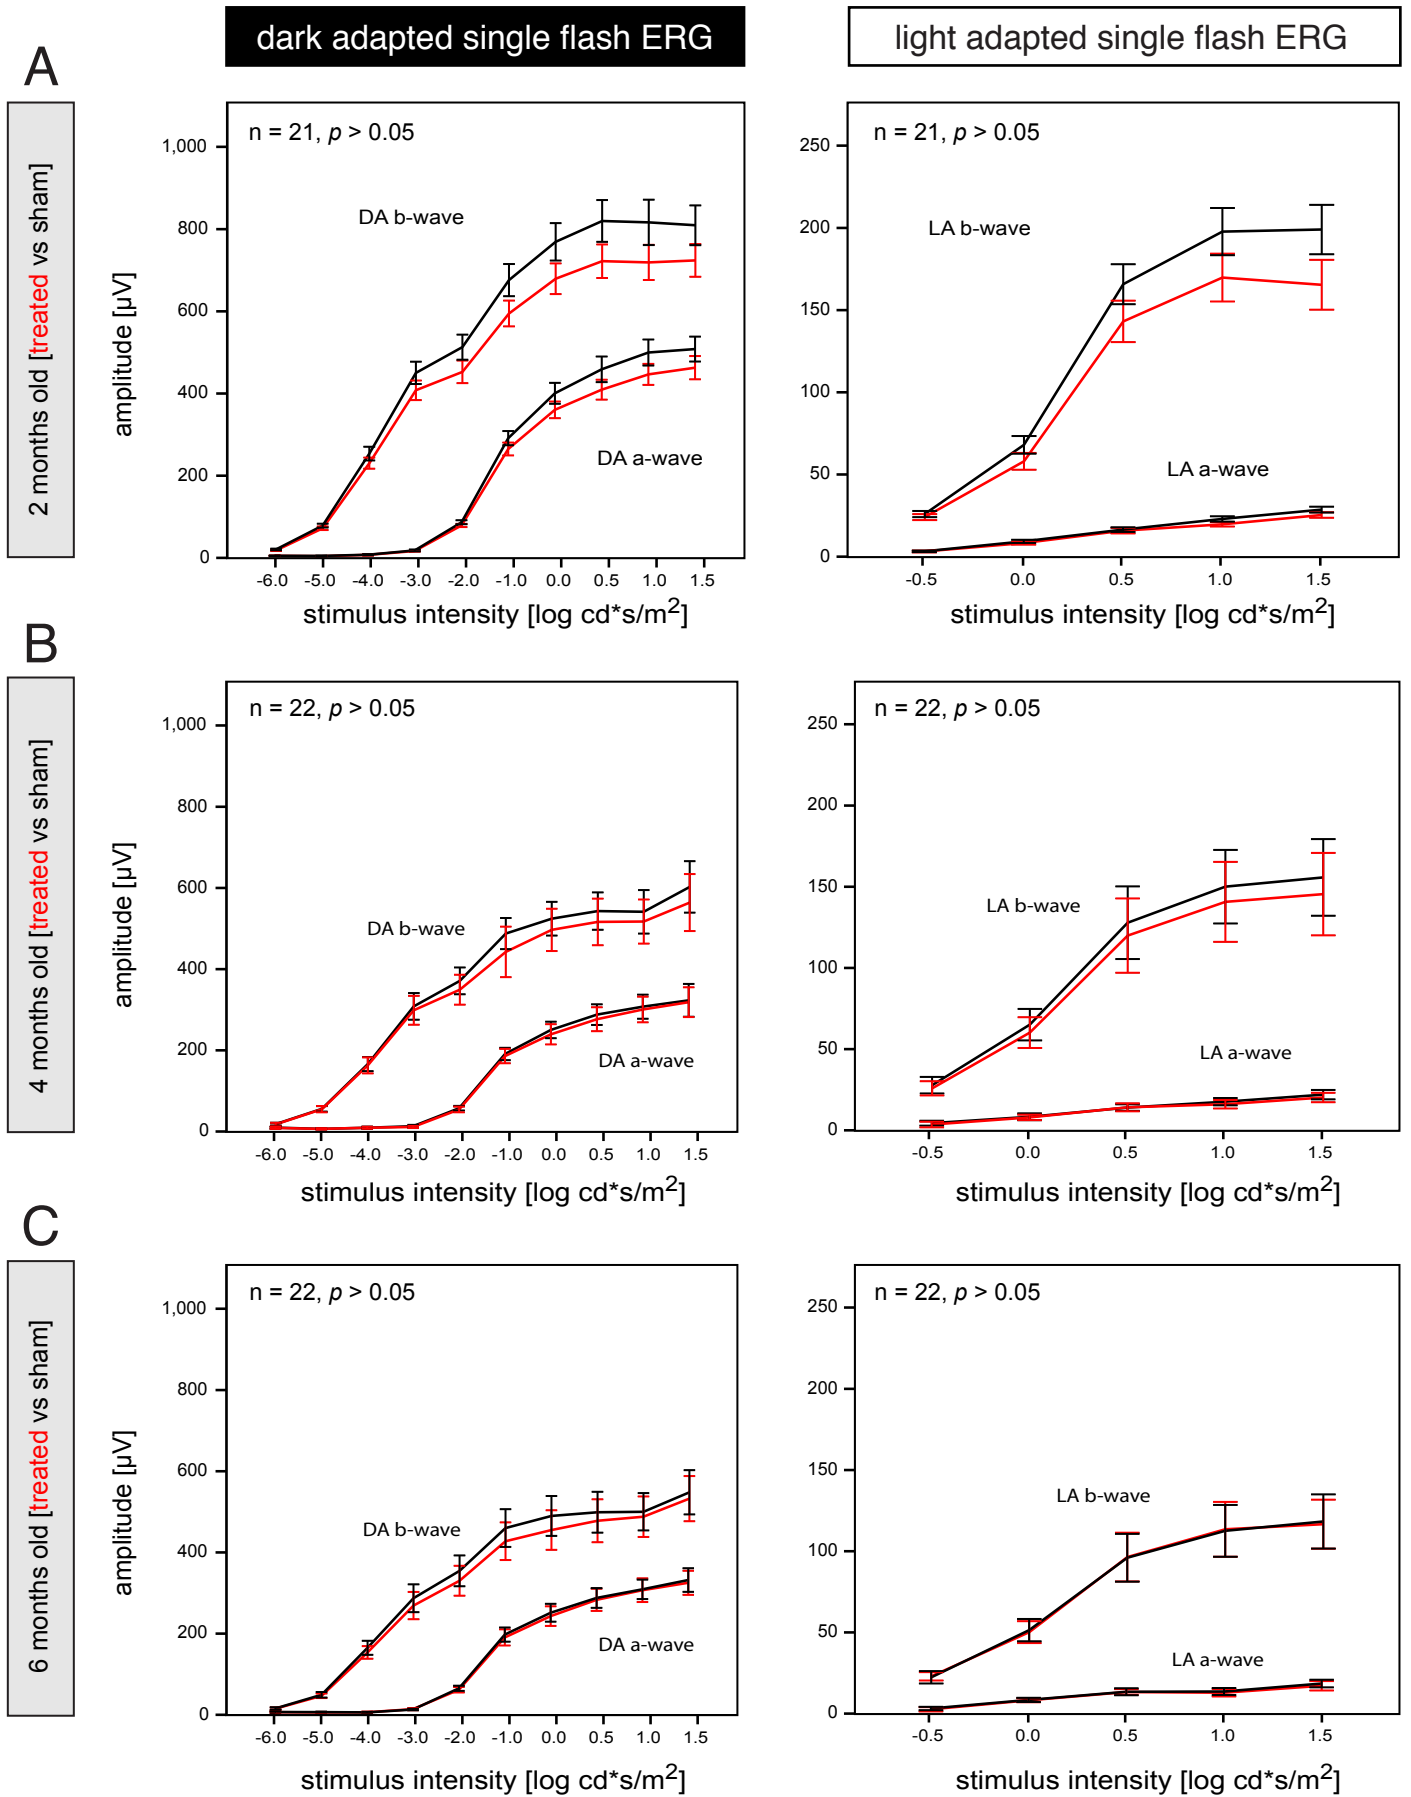 dark adapted single flash ERG
light adapted single flash ERG
A
2 months old [treated vs sham]
amplitude [µV]
1,000
800
600
400
200
0
n = 21, p > 0.05
DA b-wave
DA a-wave
-6.0 -5.0 -4.0 -3.0 -2.0 -1.0 0.0 0.5 1.0 1.5
stimulus intensity [log cd*s/m²]
250
200
150
100
50
0
n = 21, p > 0.05
LA b-wave
LA a-wave
-0.5 0.0 0.5 1.0 1.5
stimulus intensity [log cd*s/m²]
B
4 months old [treated vs sham]
amplitude [µV]
1,000
800
600
400
200
0
n = 22, p > 0.05
DA b-wave
DA a-wave
-6.0 -5.0 -4.0 -3.0 -2.0 -1.0 0.0 0.5 1.0 1.5
stimulus intensity [log cd*s/m²]
250
200
150
100
50
0
n = 22, p > 0.05
LA b-wave
LA a-wave
-0.5 0.0 0.5 1.0 1.5
stimulus intensity [log cd*s/m²]
C
6 months old [treated vs sham]
amplitude [µV]
1,000
800
600
400
200
0
n = 22, p > 0.05
DA b-wave
DA a-wave
-6.0 -5.0 -4.0 -3.0 -2.0 -1.0 0.0 0.5 1.0 1.5
stimulus intensity [log cd*s/m²]
250
200
150
100
50
0
n = 22, p > 0.05
LA b-wave
LA a-wave
-0.5 0.0 0.5 1.0 1.5
stimulus intensity [log cd*s/m²]